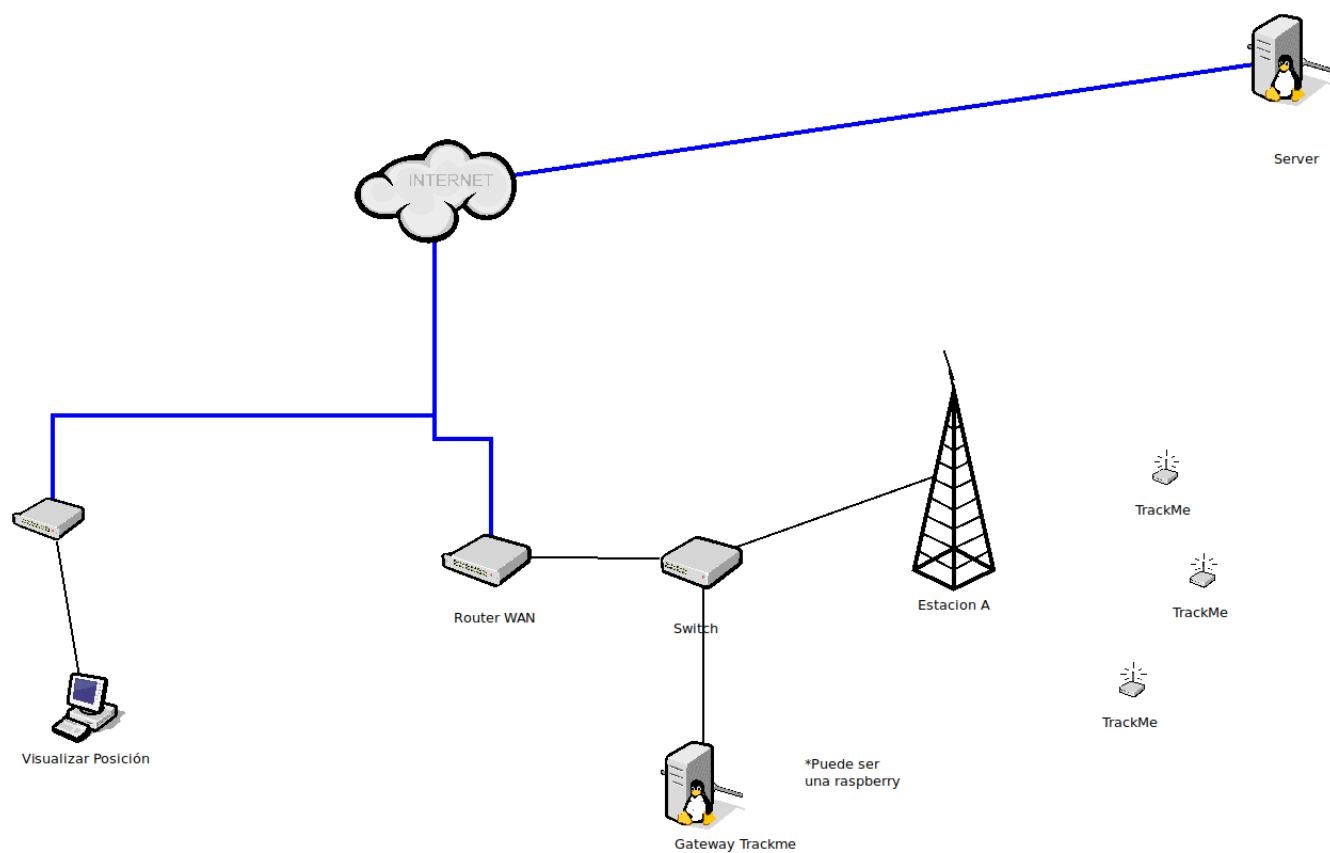 Server
INTERNET
TrackMe
Estacion A
TrackMe
Router WAN
Switch
TrackMe
Visualizar Posición
*Puede ser
una raspberry
Gateway Trackme